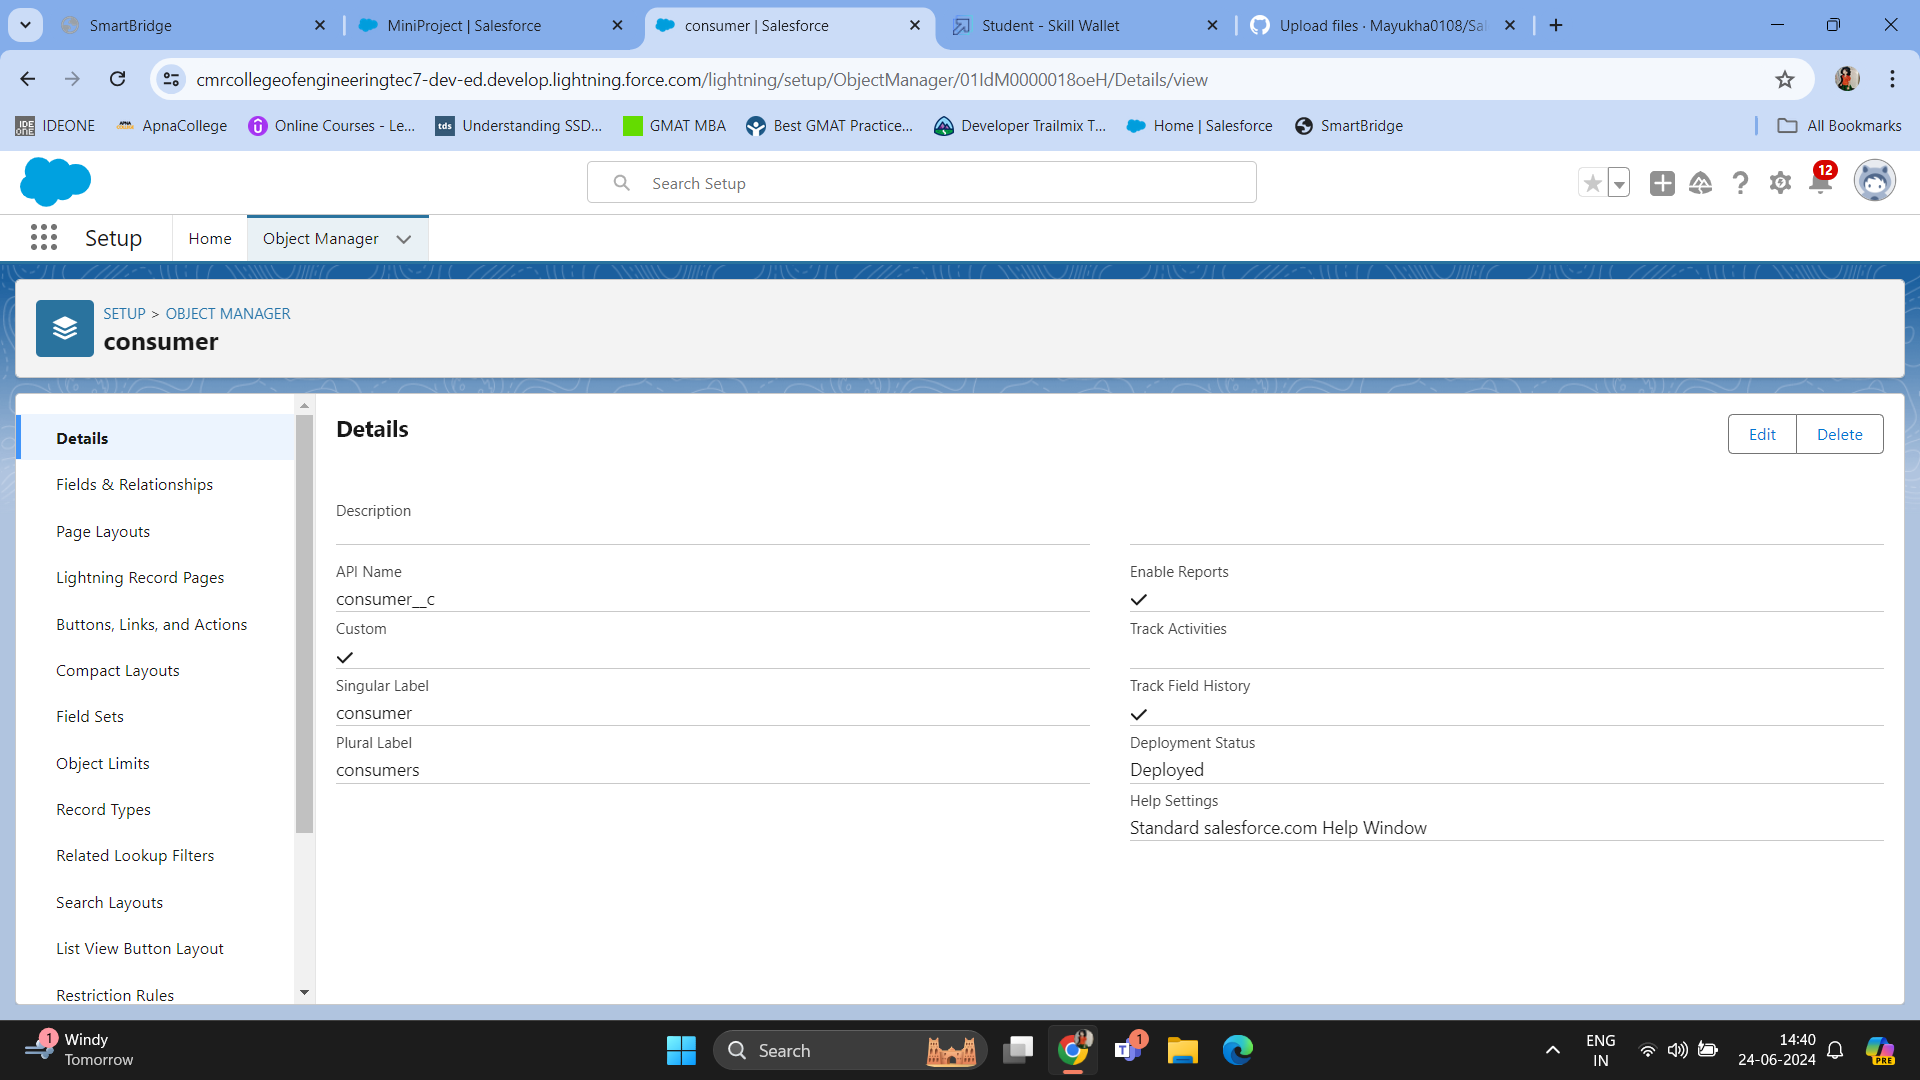 SmartBridge
MiniProject | Salesforce
consumer | Salesforce
Student - Skill Wallet
Upload files · Mayukha0108/Sal
cmrcollegeofengineeringtec7-dev-ed.develop.lightning.force.com/lightning/setup/ObjectManager/01IdM0000018oeH/Details/view
IDEONE
ApnaCollege
Online Courses - Le...
tds
Understanding SSD...
GMAT MBA
Best GMAT Practice...
Developer Trailmix T...
Home | Salesforce
SmartBridge
All Bookmarks
Search Setup
12
Setup
Home
Object Manager
SETUP > OBJECT MANAGER
consumer
Details
Fields & Relationships
Page Layouts
Lightning Record Pages
Buttons, Links, and Actions
Compact Layouts
Field Sets
Object Limits
Record Types
Related Lookup Filters
Search Layouts
List View Button Layout
Restriction Rules
Details
Edit
Delete
Description
API Name
consumer__c
Custom
Singular Label
consumer
Plural Label
consumers
Enable Reports
Track Activities
Track Field History
Deployment Status
Deployed
Help Settings
Standard salesforce.com Help Window
1
Windy
Tomorrow
Search
1
ENG
IN
14:40
24-06-2024
PRE